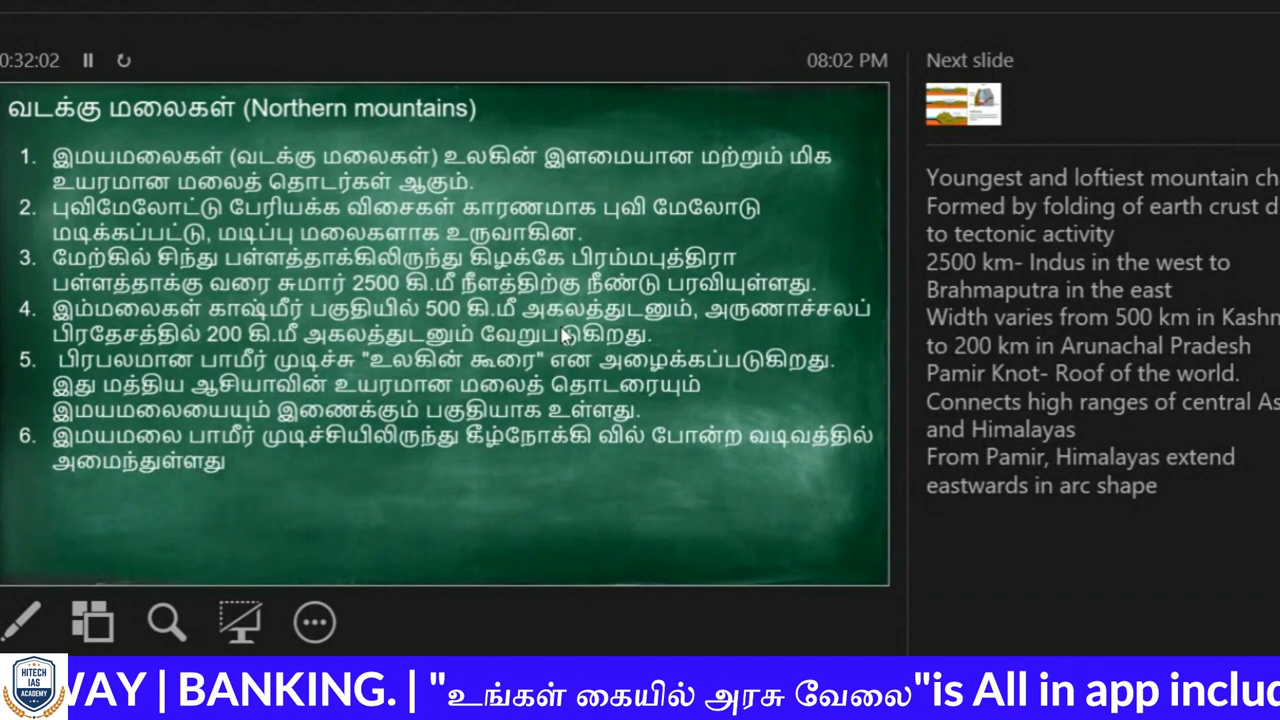 0:32:02
08:02 PM
Next slide
வடக்கு மலைகள் (Northern mountains)
1. இமயமலைகள் (வடக்கு மலைகள்) உலகின் இளமையான மற்றும் மிக
உயரமான மலைத் தொடர்கள் ஆகும்.
2. புவிமேலோட்டு பேரியக்க விசைகள் காரணமாக புவி மேலோடு
மடிக்கப்பட்டு, மடிப்பு மலைகளாக உருவாகின.
3. மேற்கில் சிந்து பள்ளத்தாக்கிலிருந்து கிழக்கே பிரம்மபுத்திரா
பள்ளத்தாக்கு வரை சுமார் 2500 கி.மீ நீளத்திற்கு நீண்டு பரவியுள்ளது.
4. இம்மலைகள் காஷ்மீர் பகுதியில் 500 கி.மீ அகலத்துடனும், அருணாச்சலப்
பிரதேசத்தில் 200 கி.மீ அகலத்துடனும் வேறுபடுகிறது.
5. பிரபலமான பாமீர் முடிச்சு "உலகின் கூரை" என அழைக்கப்படுகிறது.
இது மத்திய ஆசியாவின் உயரமான மலைத் தொடரையும்
இமயமலையையும் இணைக்கும் பகுதியாக உள்ளது.
6. இமயமலை பாமீர் முடிச்சியிலிருந்து கீழ்நோக்கி வில் போன்ற வடிவத்தில்
அமைந்துள்ளது
Youngest and loftiest mountain ch
Formed by folding of earth crust d
to tectonic activity
2500 km- Indus in the west to
Brahmaputra in the east
Width varies from 500 km in Kashm
to 200 km in Arunachal Pradesh
Pamir Knot- Roof of the world.
Connects high ranges of central As
and Himalayas
From Pamir, Himalayas extend
eastwards in arc shape
HITECH
IAS
ACADEMY
WAY | BANKING. | "உங்கள் கையில் அரசு வேலை"is All in app includ